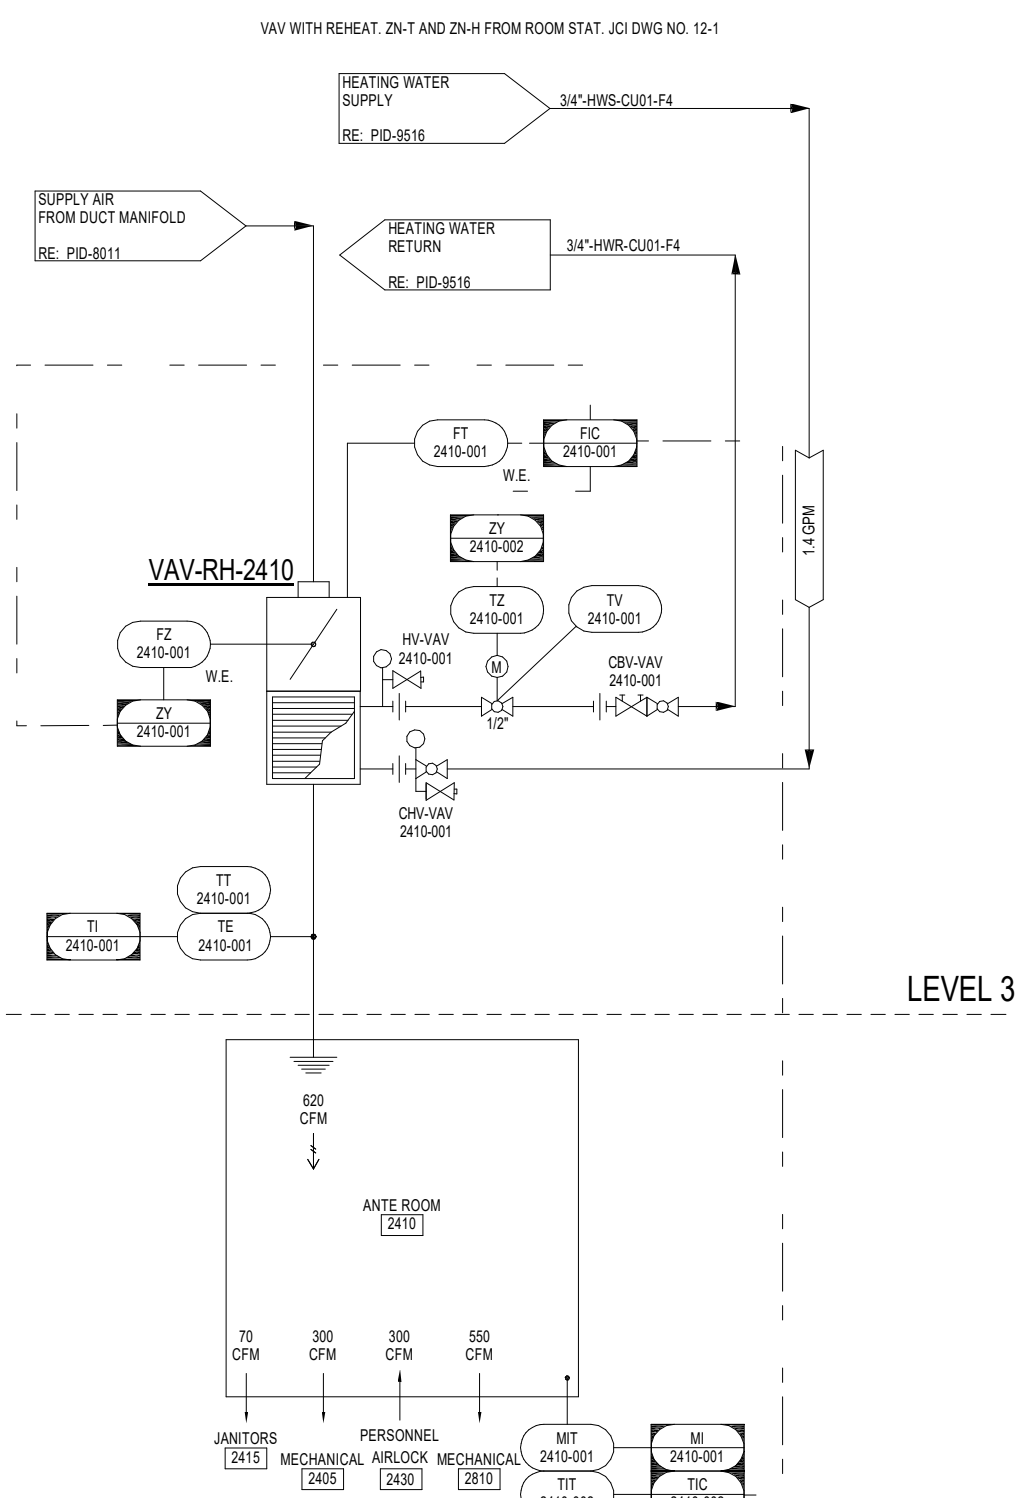 VAV WITH REHEAT. ZN-T AND ZN-H FROM ROOM STAT. JCI DWG NO. 12-1
HEATING WATER
SUPPLY
RE: PID-9516
3/4"-HWS-CU01-F4
SUPPLY AIR
FROM DUCT MANIFOLD
RE: PID-8011
HEATING WATER
RETURN
RE: PID-9516
3/4"-HWR-CU01-F4
FT
2410-001
FIC
2410-001
W.E.
1.4 GPM
ZY
2410-002
VAV-RH-2410
TZ
2410-001
TV
2410-001
FZ
2410-001
W.E.
HV-VAV
2410-001
M
CBV-VAV
2410-001
ZY
2410-001
1/2"
CHV-VAV
2410-001
TT
2410-001
TI
2410-001
TE
2410-001
LEVEL 3
620
CFM
ANTE ROOM
2410
70
CFM
300
CFM
300
CFM
550
CFM
JANITORS
2415
MECHANICAL
2405
PERSONNEL
AIRLOCK
2430
MECHANICAL
2810
MIT
2410-001
MI
2410-001
TIT
TIC